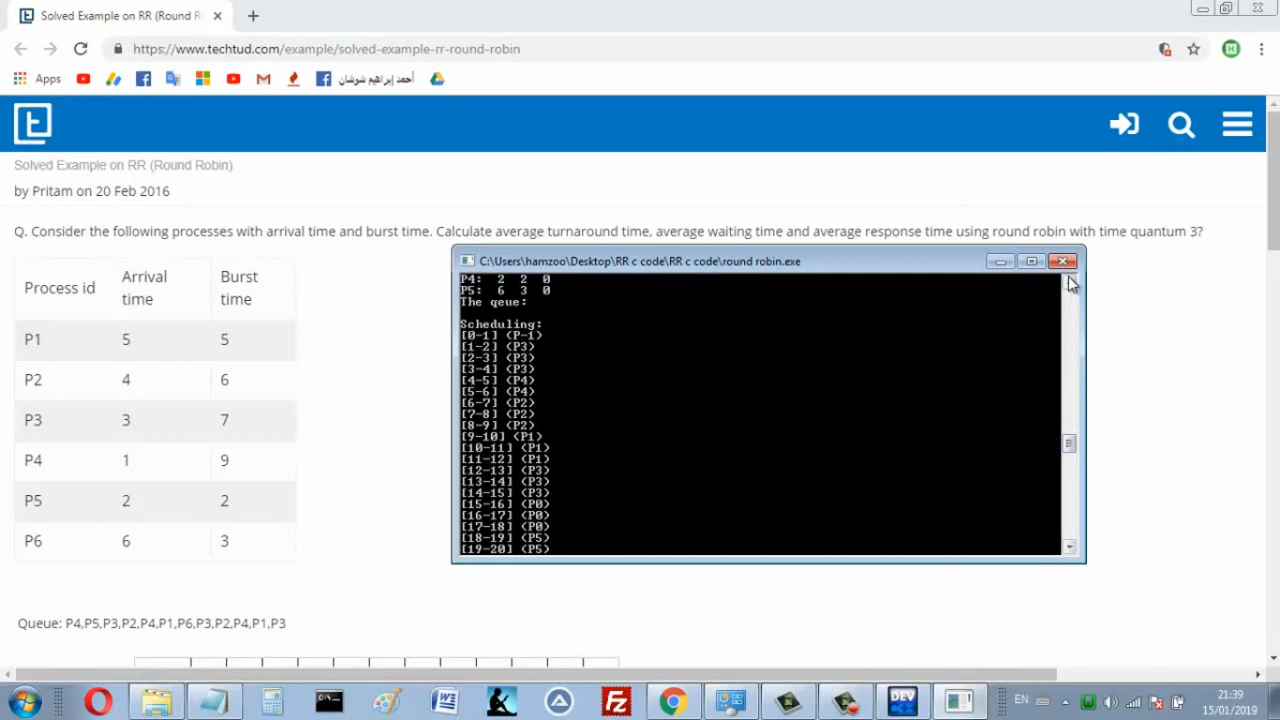 Solved Example on RR (Round R
https://www.techtud.com/example/solved-example-rr-round-robin
Apps
أحمد إبراهيم شوشان
Solved Example on RR (Round Robin)
by Pritam on 20 Feb 2016
Q. Consider the following processes with arrival time and burst time. Calculate average turnaround time, average waiting time and average response time using round robin with time quantum 3?
Process id Arrival time Burst time
P1 5 5
P2 4 6
P3 3 7
P4 1 9
P5 2 2
P6 6 3
C:\Users\hamzoo\Desktop\RR c code\RR c code\round robin.exe
P4: 2 2 0
P5: 6 3 0
The qeue:
Scheduling:
[0-1] (P-1)
[1-2] (P3)
[2-3] (P3)
[3-4] (P3)
[4-5] (P4)
[5-6] (P4)
[6-7] (P2)
[7-8] (P2)
[8-9] (P2)
[9-10] (P1)
[10-11] (P1)
[11-12] (P1)
[12-13] (P3)
[13-14] (P3)
[14-15] (P3)
[15-16] (P0)
[16-17] (P0)
[17-18] (P0)
[18-19] (P5)
[19-20] (P5)
Queue: P4,P5,P3,P2,P4,P1,P6,P3,P2,P4,P1,P3
EN
21:39
15/01/2019
DEV